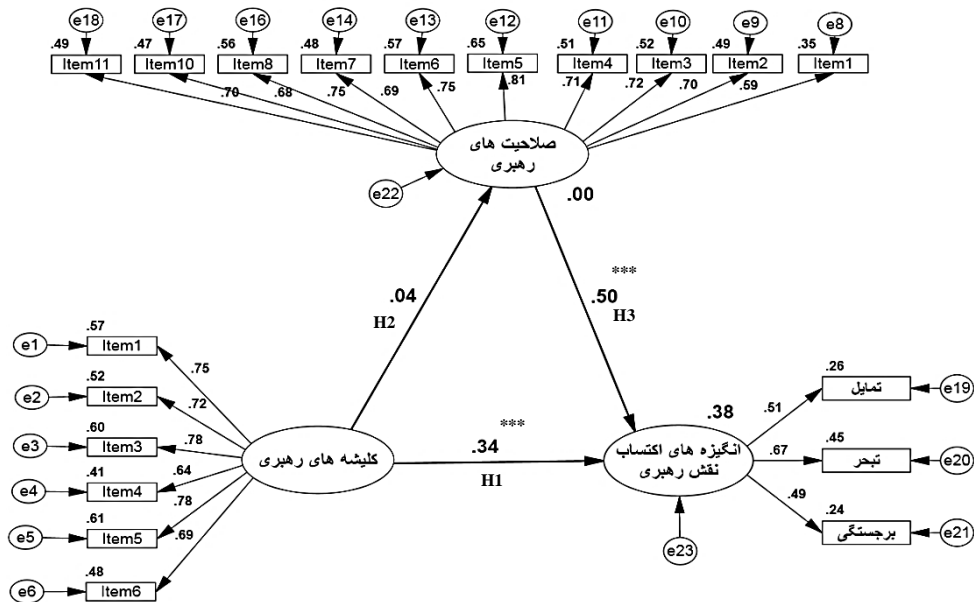 e18 e17 e16 e14 e13 e12 e11 e10 e9 e8
.49 .47 .56 .48 .57 .65 .51 .52 .49 .35
Item11 Item10 Item8 Item7 Item6 Item5 Item4 Item3 Item2 Item1
.70 .68 .75 .69 .75 .81 .71 .72 .70 .59
صلاحیت های
رهبری
e22
.00
.04
H2
***
.50
H3
.57
e1 Item1
.75
.52
e2 Item2
.72
.60
e3 Item3
.78
.41
e4 Item4
.64
.61
e5 Item5
.78
.48
e6 Item6
.69
کلیشه های رهبری
***
.34
H1
.38
انگیزه های اکتساب
نقش رهبری
e23
.26
.51
تمایل e19
.45
.67
تبحر e20
.24
.49
برجستگی e21